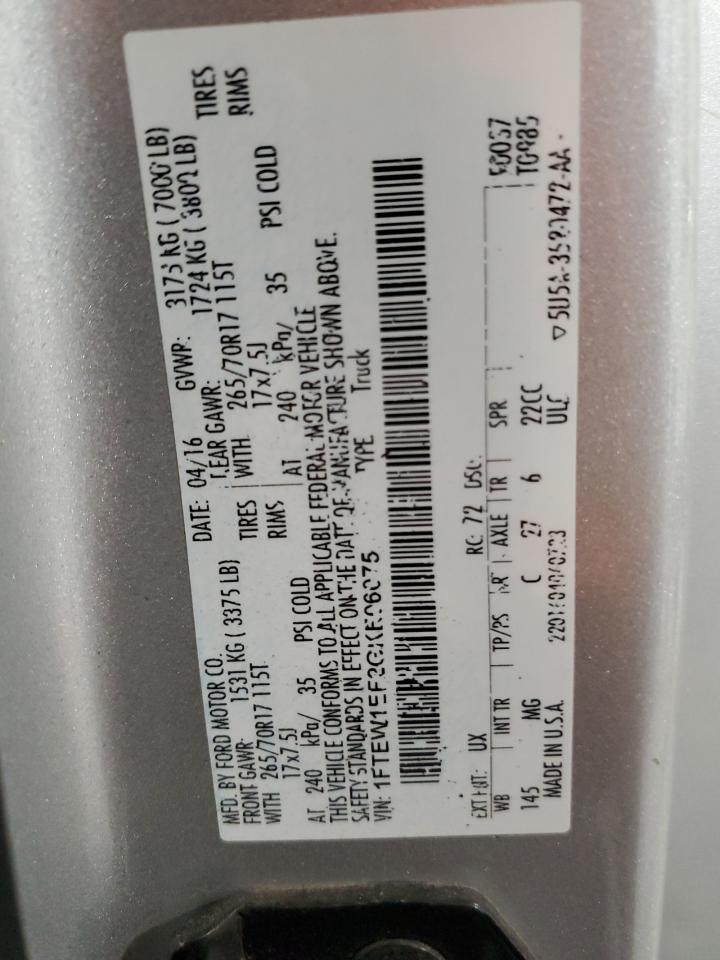 MFD. BY FORD MOTOR CO. DATE: 04/16 GVWR: 3175 KG ( 7000 LB)
FRONT GAWR: 1531 KG ( 3375 LB) REAR GAWR: 1724 KG ( 3800 LB)
WITH 265/70R17 115T TIRES WITH 265/70R17 115T TIRES
17x7.5J RIMS 17x7.5J RIMS
AT 240 kPa/ 35 PSI COLD AT 240 kPa/ 35 PSI COLD
THIS VEHICLE CONFORMS TO ALL APPLICABLE FEDERAL MOTOR VEHICLE
SAFETY STANDARDS IN EFFECT ON THE DATE OF MANUFACTURE SHOWN ABOVE.
VIN: TYPE Truck
EXT PNT: UX RC: 72 DSO:
WB INT TR TP/PS R AXLE TR SPR
145 MG C 27 6 22CC
MADE IN U.S.A. ULC